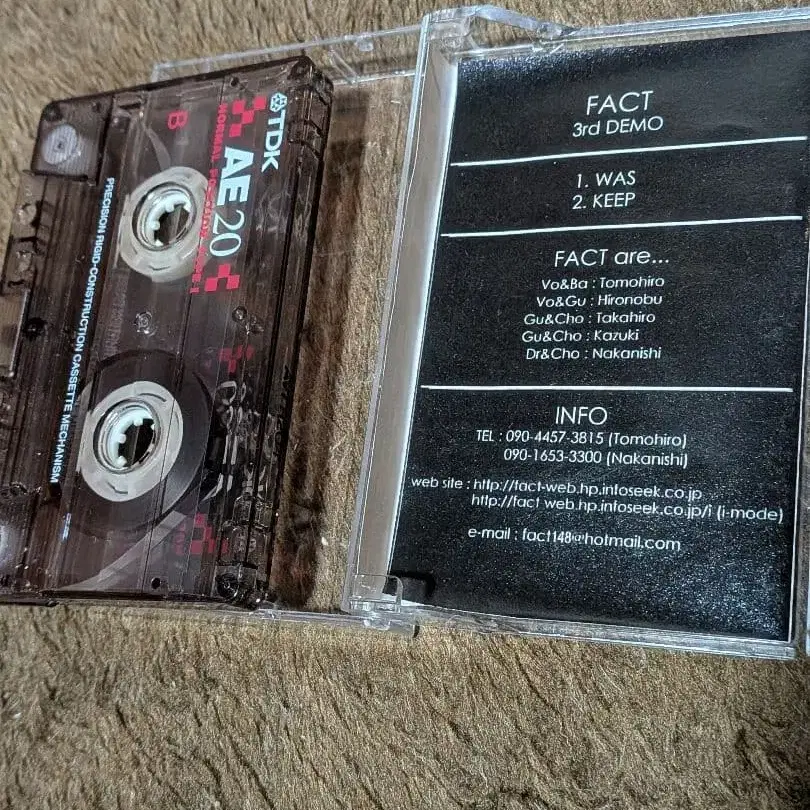 TDK
AE 20
NORMAL POSITION TYPE I
B
PRECISION RIGID-CONSTRUCTION CASSETTE MECHANISM
FACT
3rd DEMO
1. WAS
2. KEEP
FACT are...
Vo&Ba : Tomohiro
Vo&Gu : Hironobu
Gu&Cho : Takahiro
Gu&Cho : Kazuki
Dr&Cho : Nakanishi
INFO
TEL : 090-4457-3815 (Tomohiro)
090-1653-3300 (Nakanishi)
web site : http://fact-web.hp.infoseek.co.jp
http://fact-web.hp.infoseek.co.jp/i (i-mode)
e-mail : fact148@hotmail.com